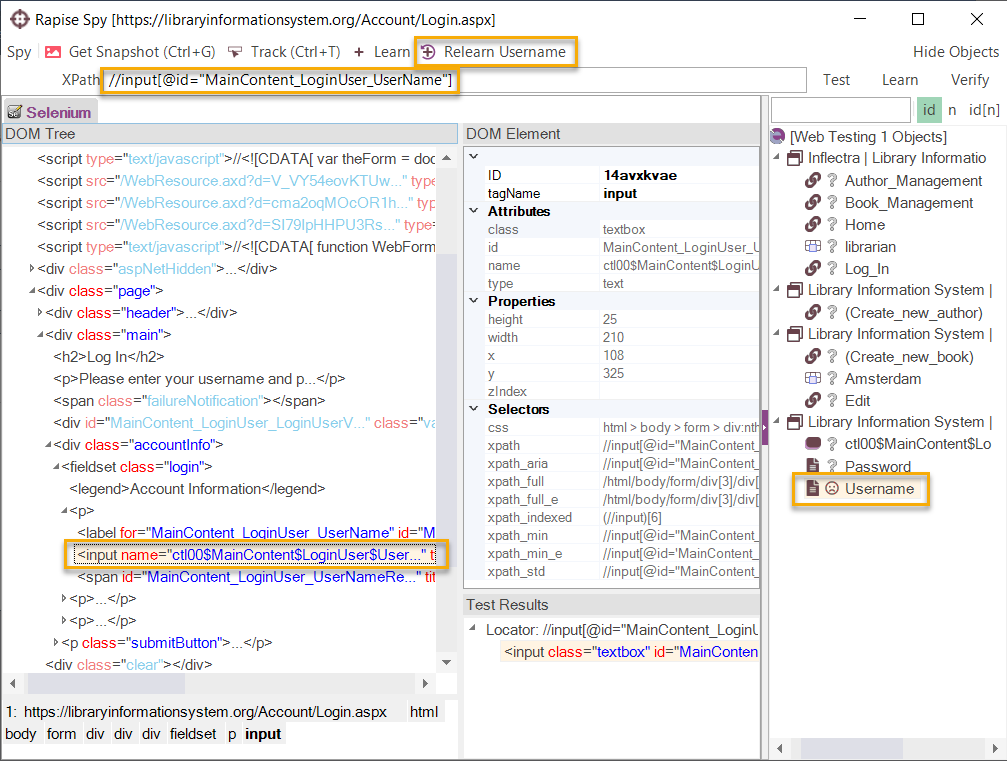 Rapise Spy [https://libraryinformationsystem.org/Account/Login.aspx]
Spy Get Snapshot (Ctrl+G) Track (Ctrl+T) + Learn Relearn Username Hide Objects
XPath //input[@id="MainContent_LoginUser_UserName"] Test Learn Verify
Selenium
DOM Tree
<script type="text/javascript">//<![CDATA[ var theForm = doc
<script src="/WebResource.axd?d=V_VY54eovKTUw..." type
<script src="/WebResource.axd?d=cma2oqMOcOR1h..." typ
<script src="/WebResource.axd?d=SI79IpHHPU3Rs..." type=
<script type="text/javascript">//<![CDATA[ function WebForm
<div class="aspNetHidden">...</div>
<div class="page">
<div class="header">...</div>
<div class="main">
<h2>Log In</h2>
<p>Please enter your username and p...</p>
<span class="failureNotification"></span>
<div id="MainContent_LoginUser_LoginUserV..." class="va
<div class="accountInfo">
<fieldset class="login">
<legend>Account Information</legend>
<p>
<label for="MainContent_LoginUser_UserName" id="M
<input name="ctl00$MainContent$LoginUser$User..." t
<span id="MainContent_LoginUser_UserNameRe..." tit
<p>...</p>
<p>...</p>
<p class="submitButton">...</p>
<div class="clear"></div>
1: https://libraryinformationsystem.org/Account/Login.aspx html
body form div div div fieldset p input
DOM Element
ID 14avxkvae
tagName input
Attributes
class textbox
id MainContent_LoginUser_U
name ctl00$MainContent$LoginU
type text
Properties
height 25
width 210
x 108
y 325
zIndex
Selectors
css html > body > form > div:nth
xpath //input[@id="MainContent_
xpath_aria //input[@id="MainContent_
xpath_full /html/body/form/div[3]/div[
xpath_full_e /html/body/form/div[3]/div[
xpath_indexed (//input)[6]
xpath_min //input[@id="MainContent_
xpath_min_e //input[@id='MainContent_
xpath_std //input[@id="MainContent_
Test Results
Locator: //input[@id="MainContent_LoginU
<input class="textbox" id="MainConten
id n id[n]
[Web Testing 1 Objects]
Inflectra | Library Informatio
? Author_Management
? Book_Management
? Home
? librarian
? Log_In
Library Information System |
? (Create_new_author)
Library Information System |
? (Create_new_book)
? Amsterdam
? Edit
Library Information System |
? ctl00$MainContent$Lo
? Password
Username